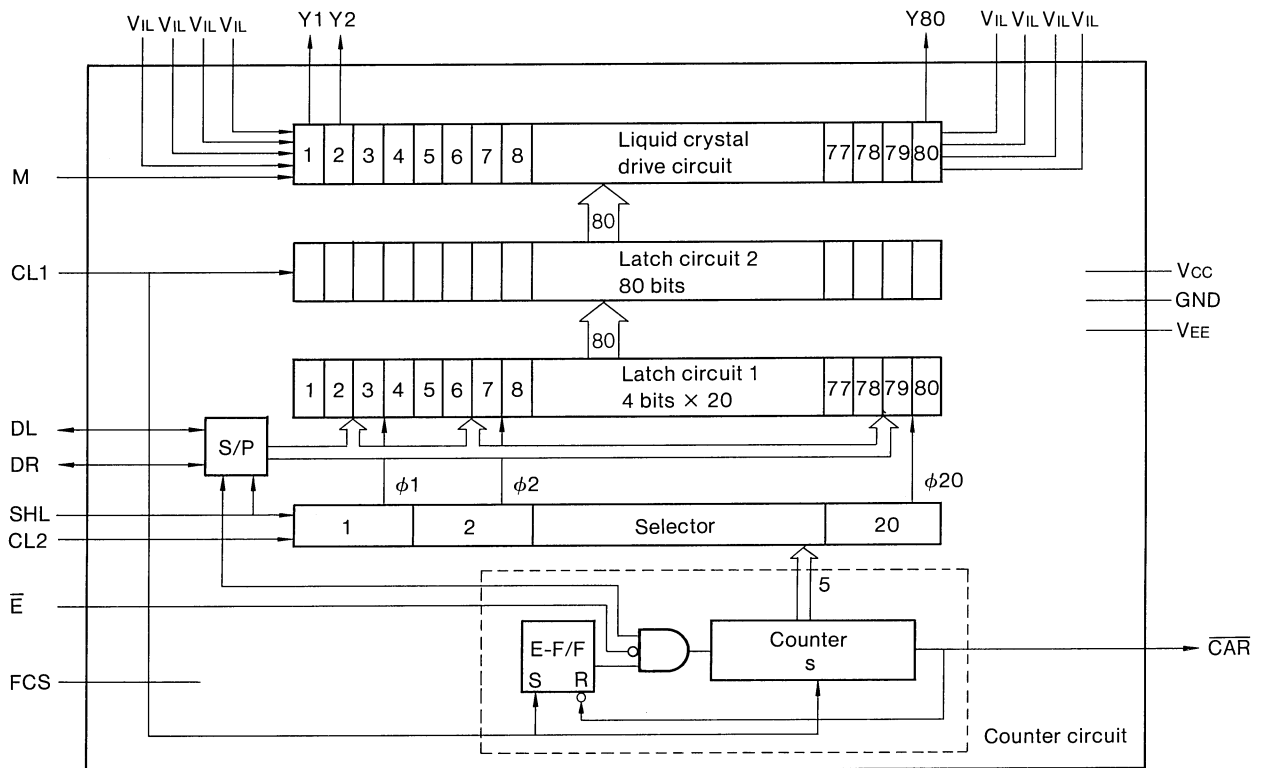 VIL VIL VIL VIL Y1 Y2 Y80 VIL VIL VIL VIL
1 2 3 4 5 6 7 8 Liquid crystal drive circuit 77 78 79 80
M
80
CL1
Latch circuit 2
80 bits
VCC
GND
VEE
80
1 2 3 4 5 6 7 8 Latch circuit 1 4 bits × 20 77 78 79 80
DL
S/P
DR
ϕ1 ϕ2 ϕ20
SHL
1 2 Selector 20
CL2
5
E̅
E-F/F
S R
Counter
s
C̅A̅R̅
FCS
Counter circuit